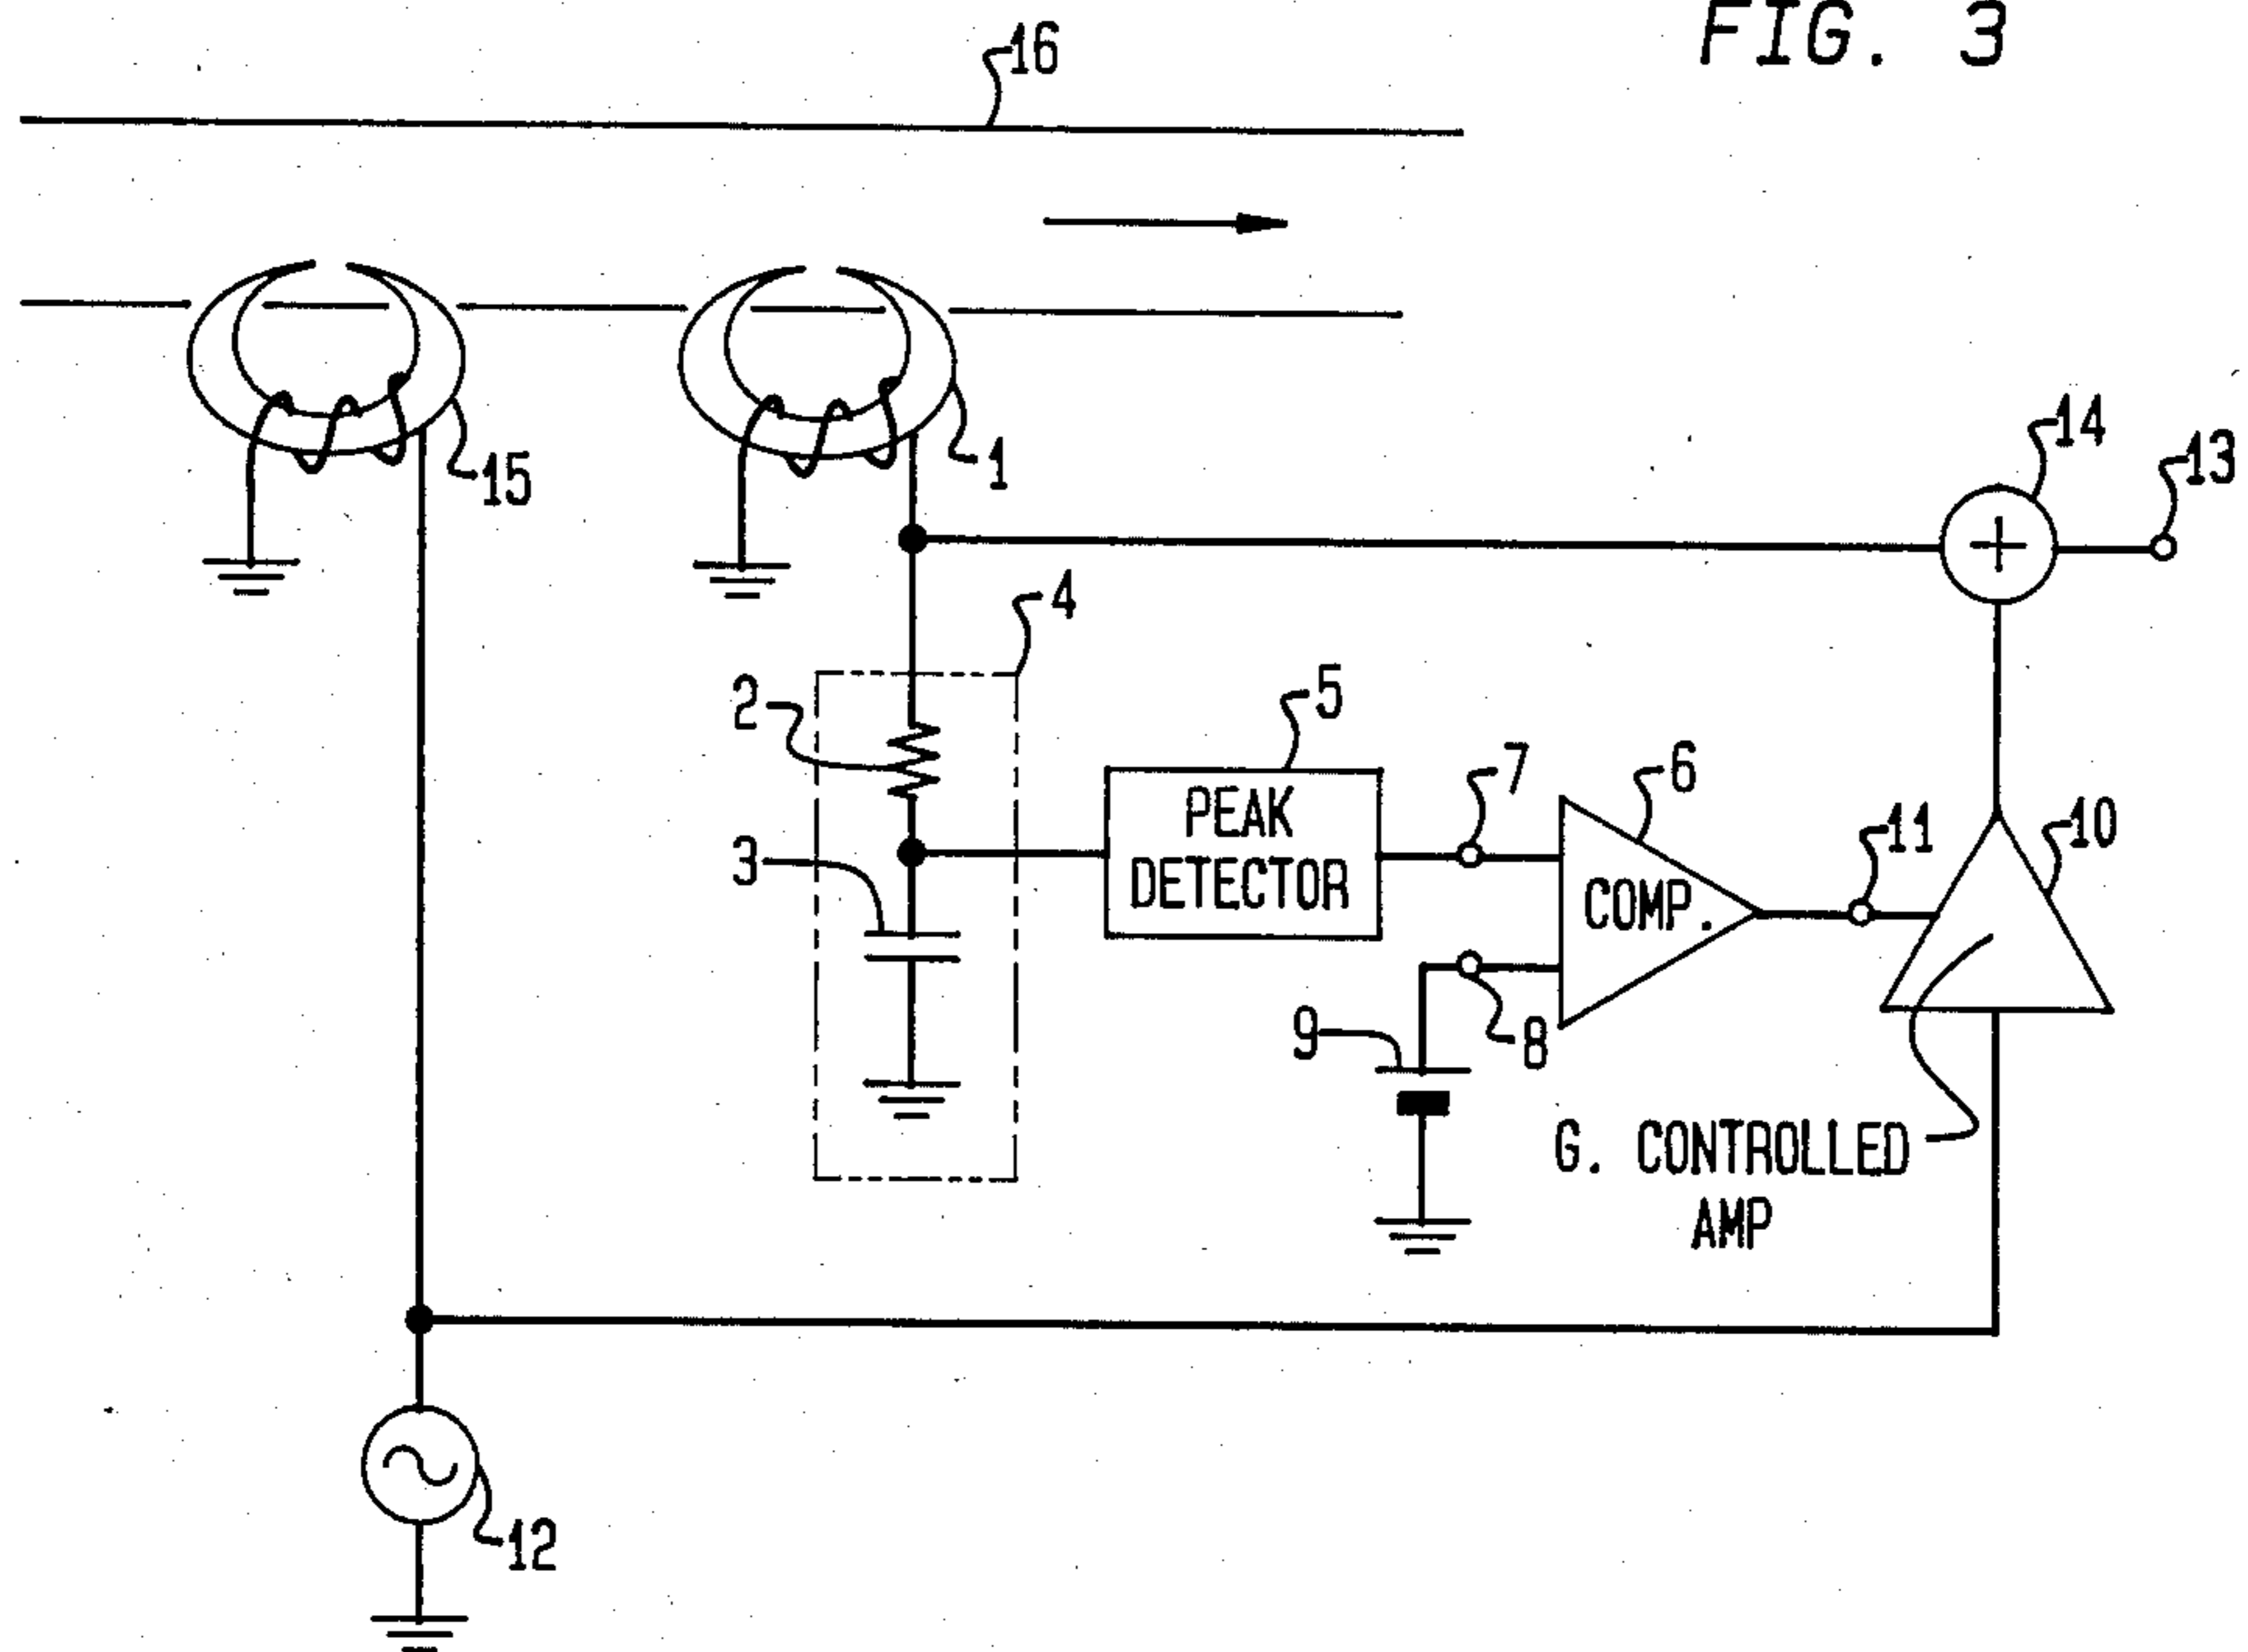 FIG. 3
16
15
1
14
13
4
2
5
PEAK
DETECTOR
7
6
COMP.
11
10
3
9
8
G. CONTROLLED
AMP
12